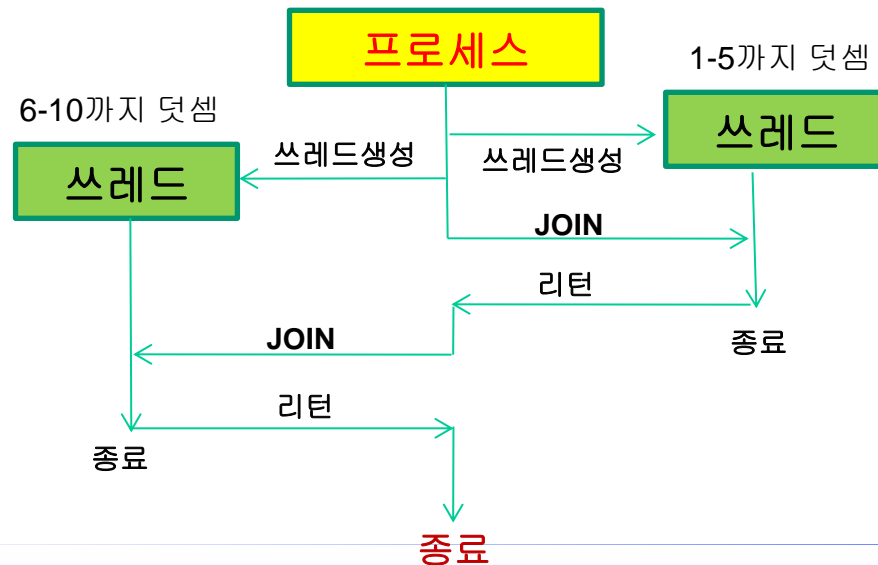 프로세스
1-5까지 덧셈
6-10까지 덧셈
쓰레드
쓰레드생성
쓰레드생성
쓰레드
JOIN
리턴
JOIN
종료
리턴
종료
종료